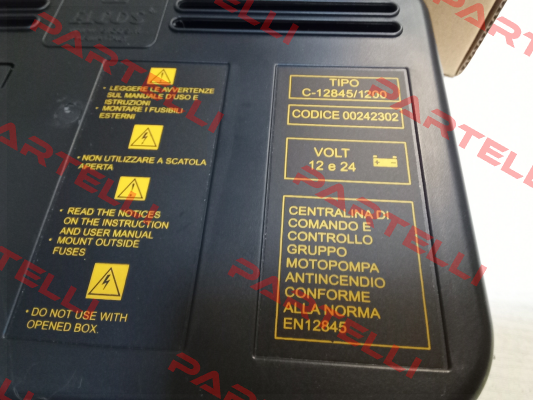 PARTELLI
• LEGGERE LE AVVERTENZE
SUL MANUALE D'USO E
ISTRUZIONI
• MONTARE I FUSIBILI
ESTERNI
• NON UTILIZZARE A SCATOLA
APERTA
• READ THE NOTICES
ON THE INSTRUCTION
AND USER MANUAL
• MOUNT OUTSIDE
FUSES
• DO NOT USE WITH
OPENED BOX.
TIPO
C-12845/1200
CODICE 00242302
VOLT
12 e 24
CENTRALINA DI
COMANDO E
CONTROLLO
GRUPPO
MOTOPOMPA
ANTINCENDIO
CONFORME
ALLA NORMA
EN12845